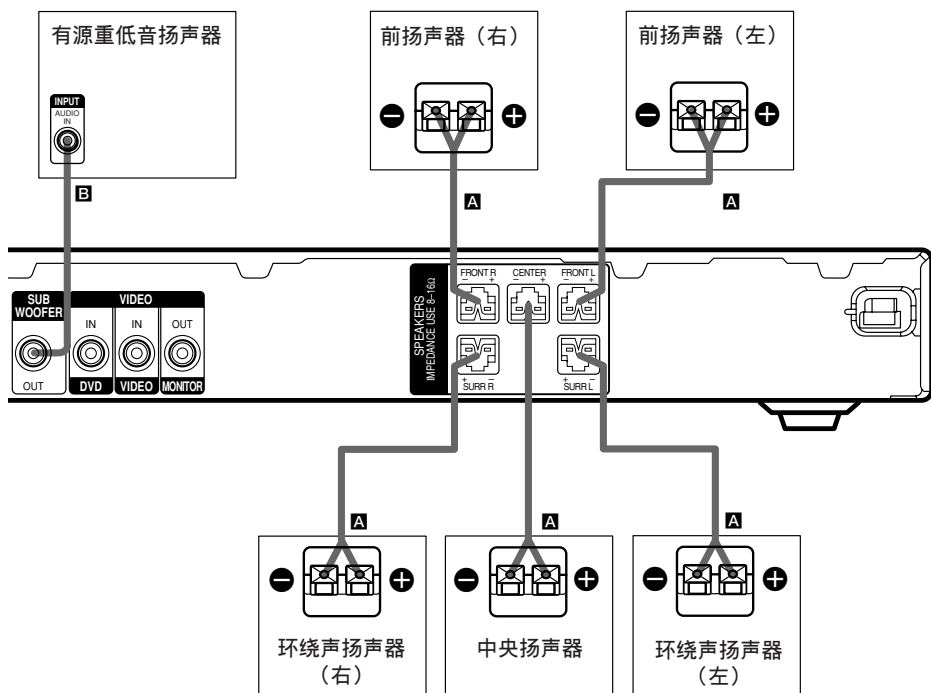 有源重低音扬声器
INPUT
AUDIO
IN
B
前扬声器（右）
A
前扬声器（左）
A
SUB
WOOFER
OUT
VIDEO
IN
DVD
IN
VIDEO
OUT
MONITOR
SPEAKERS
IMPEDANCE USE 8–16Ω
FRONT R
− +
CENTER
− +
FRONT L
− +
+ −
SURR R
+ −
SURR L
A
环绕声扬声器
（右）
A
中央扬声器
A
环绕声扬声器
（左）